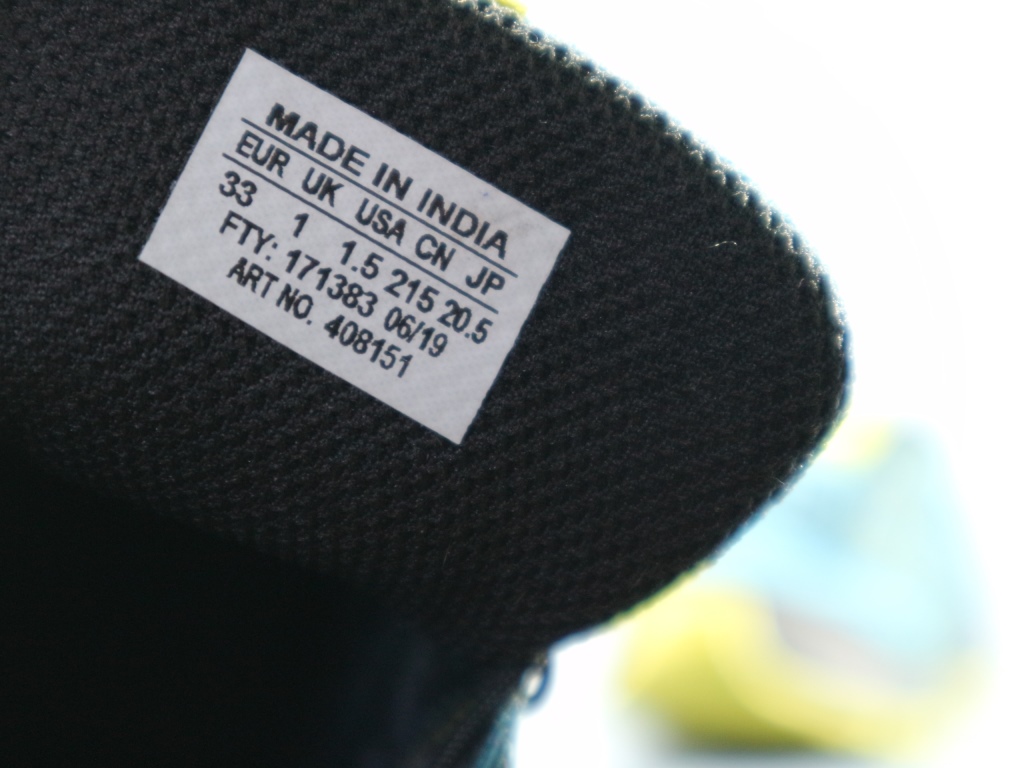 MADE IN INDIA
EUR UK USA CN JP
33 1 1.5 215 20.5
FTY: 171383 06/19
ART NO. 408151